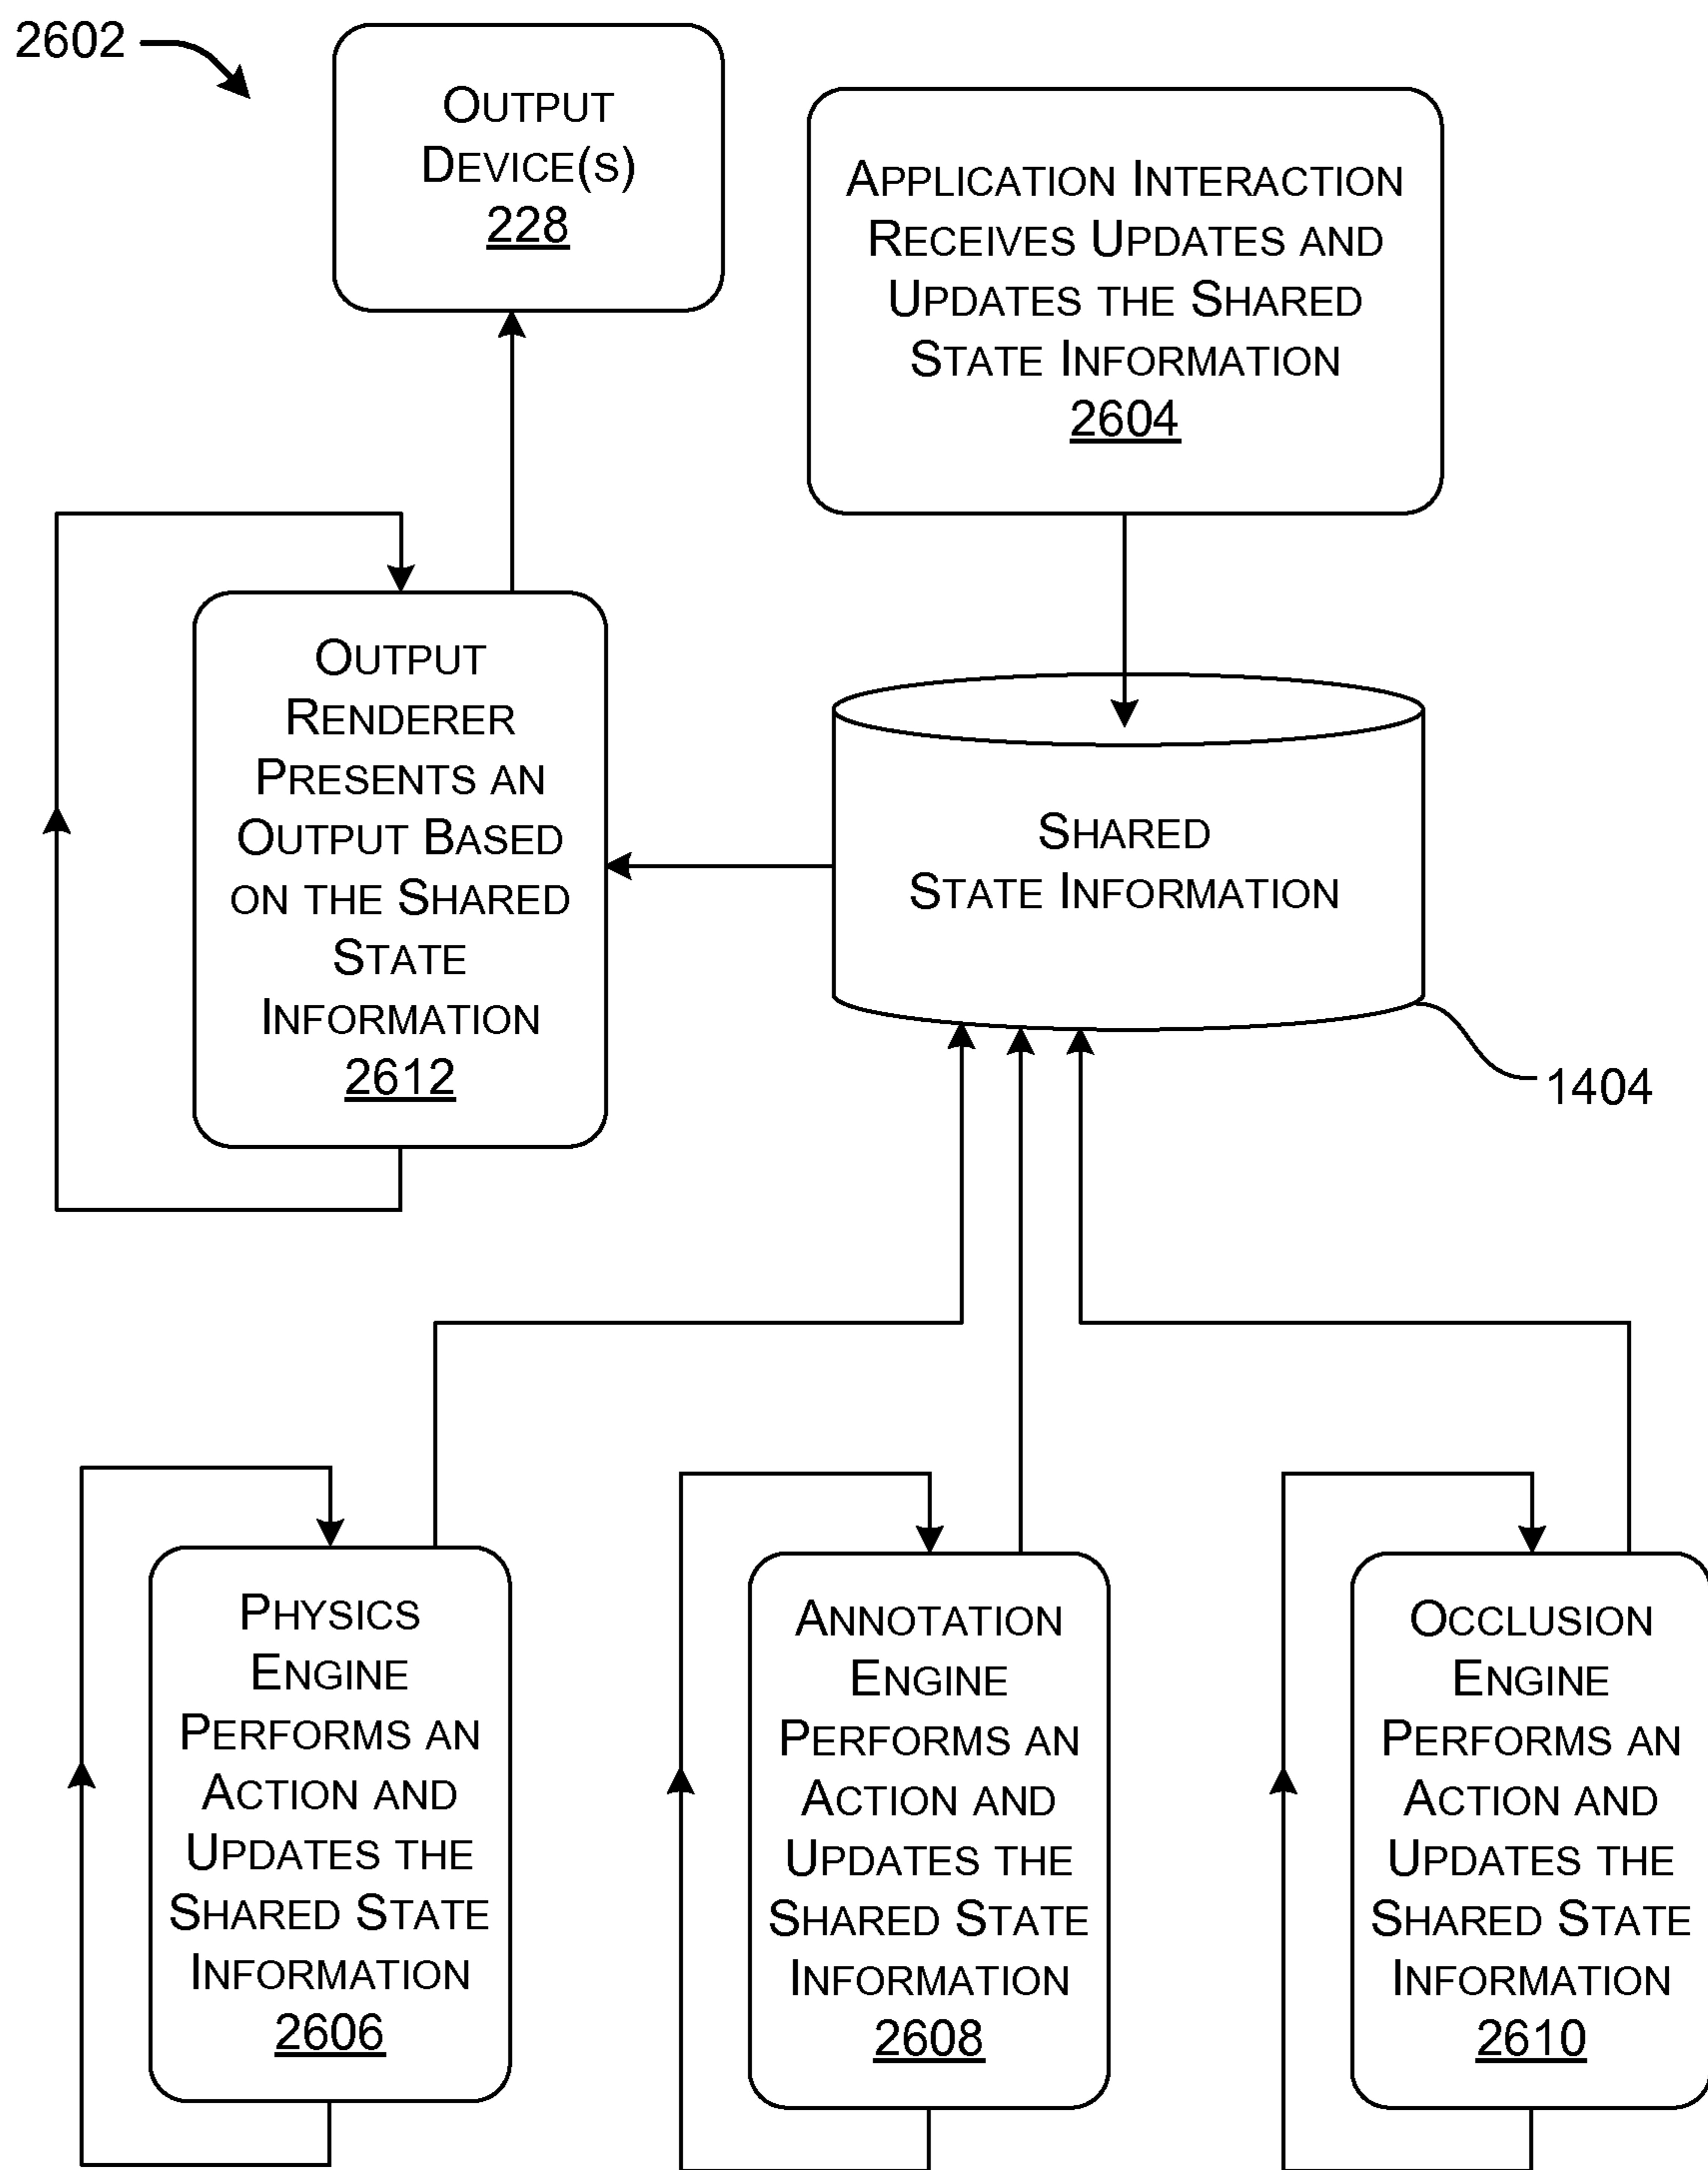 2602
OUTPUT
DEVICE(S)
228
APPLICATION INTERACTION
RECEIVES UPDATES AND
UPDATES THE SHARED
STATE INFORMATION
2604
OUTPUT
RENDERER
PRESENTS AN
OUTPUT BASED
ON THE SHARED
STATE
INFORMATION
2612
SHARED
STATE INFORMATION
1404
PHYSICS
ENGINE
PERFORMS AN
ACTION AND
UPDATES THE
SHARED STATE
INFORMATION
2606
ANNOTATION
ENGINE
PERFORMS AN
ACTION AND
UPDATES THE
SHARED STATE
INFORMATION
2608
OCCLUSION
ENGINE
PERFORMS AN
ACTION AND
UPDATES THE
SHARED STATE
INFORMATION
2610